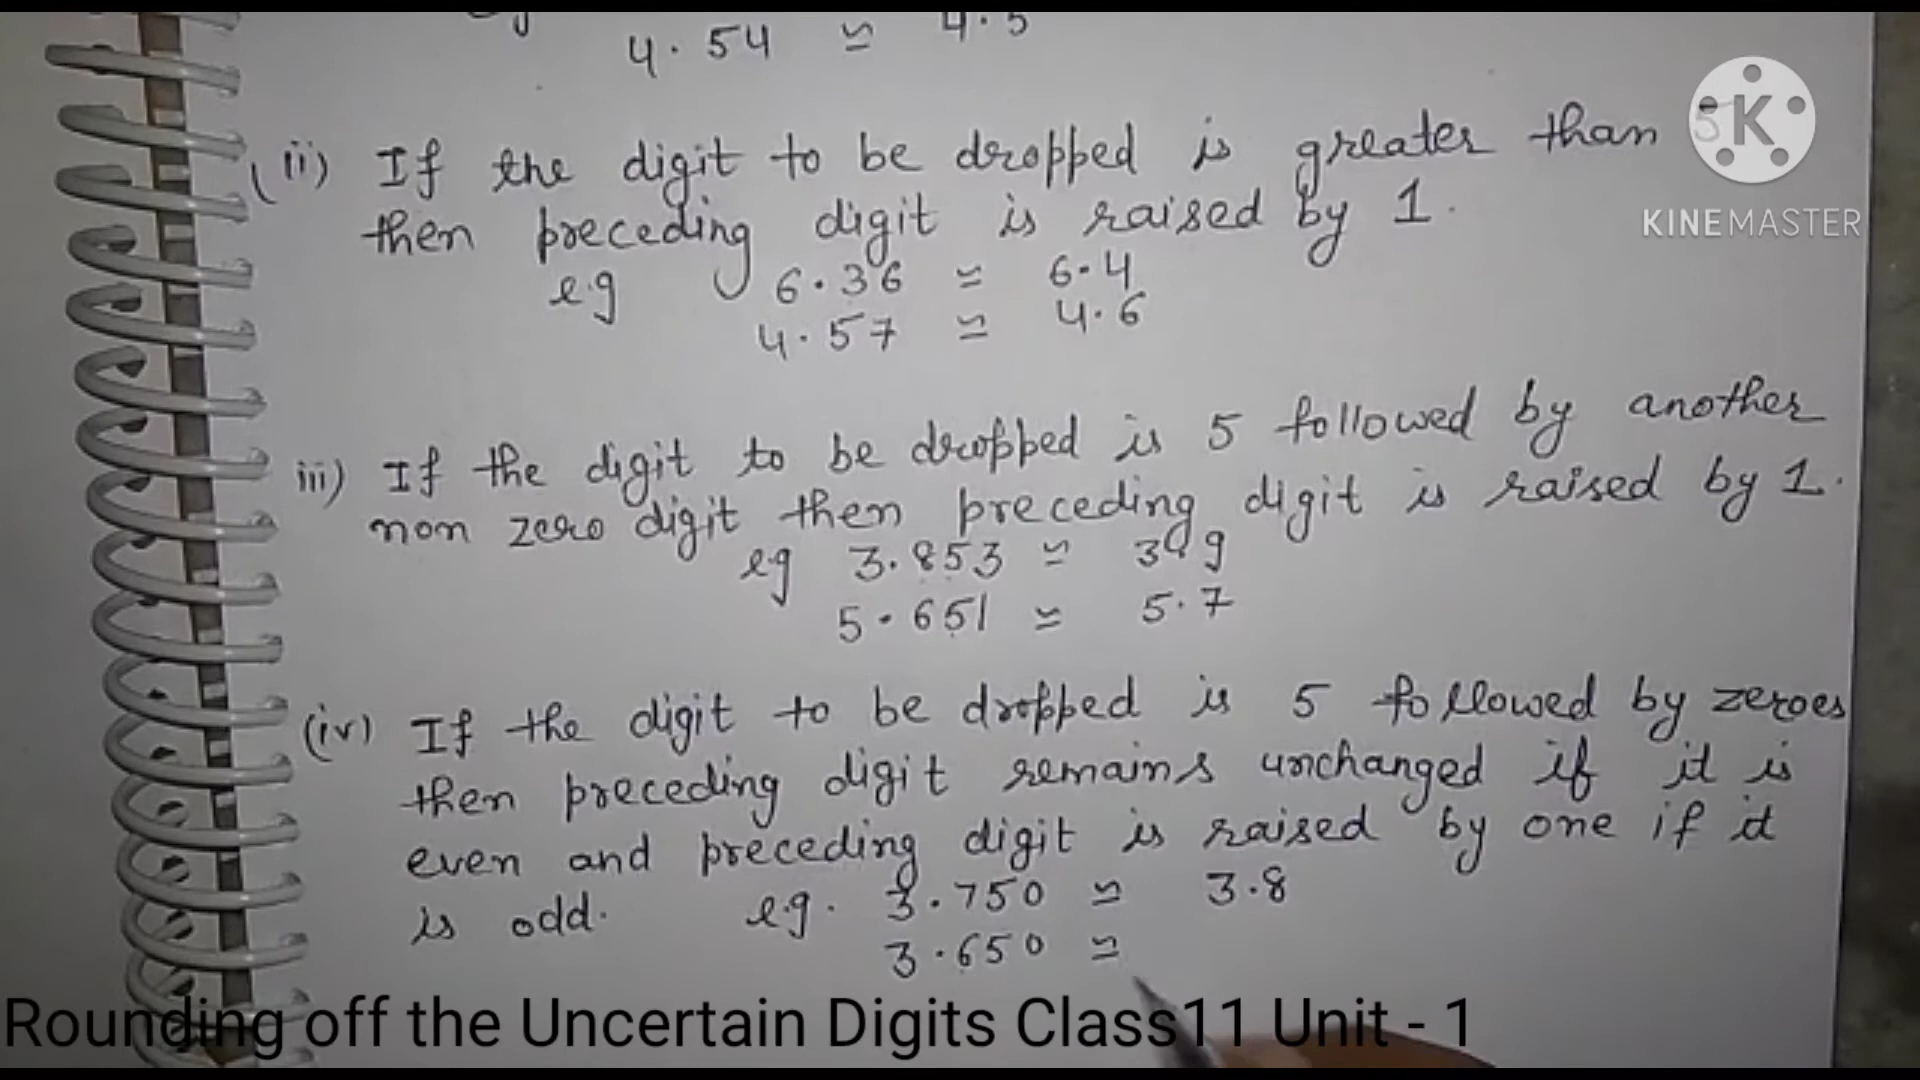 4.54 ≃ 4.5
(ii) If the digit to be dropped is greater than 5
then preceding digit is raised by 1.
e.g 6.36 ≃ 6.4
4.57 ≃ 4.6
iii) If the digit to be dropped is 5 followed by another
non zero digit then preceding digit is raised by 1.
e.g 3.853 ≃ 3.9
5.651 ≃ 5.7
(iv) If the digit to be dropped is 5 followed by zeroes
then preceding digit remains unchanged if it is
even and preceding digit is raised by one if it
is odd. e.g. 3.750 ≃ 3.8
3.650 ≃
K
KINEMASTER
Rounding off the Uncertain Digits Class11 Unit - 1